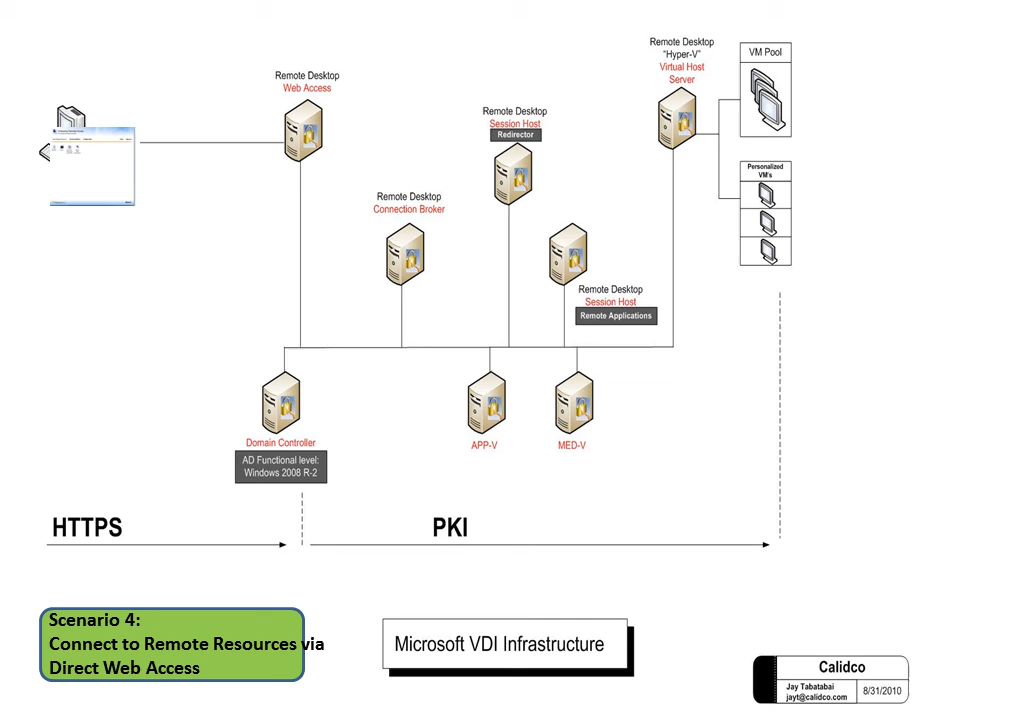 Remote Desktop
"Hyper-V"
Virtual Host
Server
VM Pool
Remote Desktop
Web Access
Remote Desktop
Session Host
Redirector
Personalized
VM's
Remote Desktop
Connection Broker
Remote Desktop
Session Host
Remote Applications
Domain Controller
AD Functional level:
Windows 2008 R-2
APP-V
MED-V
HTTPS
PKI
Scenario 4:
Connect to Remote Resources via
Direct Web Access
Microsoft VDI Infrastructure
Calidco
Jay Tabatabai
jayt@calidco.com
8/31/2010